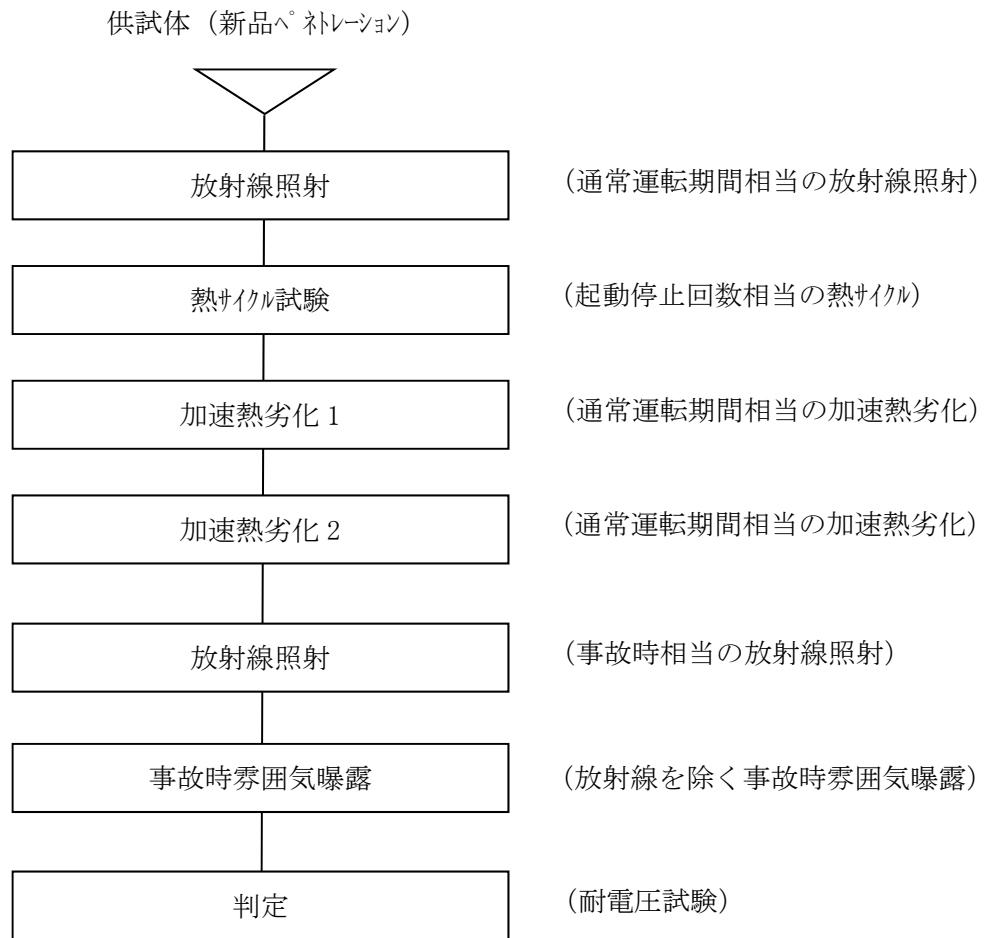 供試体（新品ﾍﾟﾈﾄﾚｰｼｮﾝ）
放射線照射
（通常運転期間相当の放射線照射）
熱ｻｲｸﾙ試験
（起動停止回数相当の熱ｻｲｸﾙ）
加速熱劣化 1
（通常運転期間相当の加速熱劣化）
加速熱劣化 2
（通常運転期間相当の加速熱劣化）
放射線照射
（事故時相当の放射線照射）
事故時雰囲気曝露
（放射線を除く事故時雰囲気曝露）
判定
（耐電圧試験）